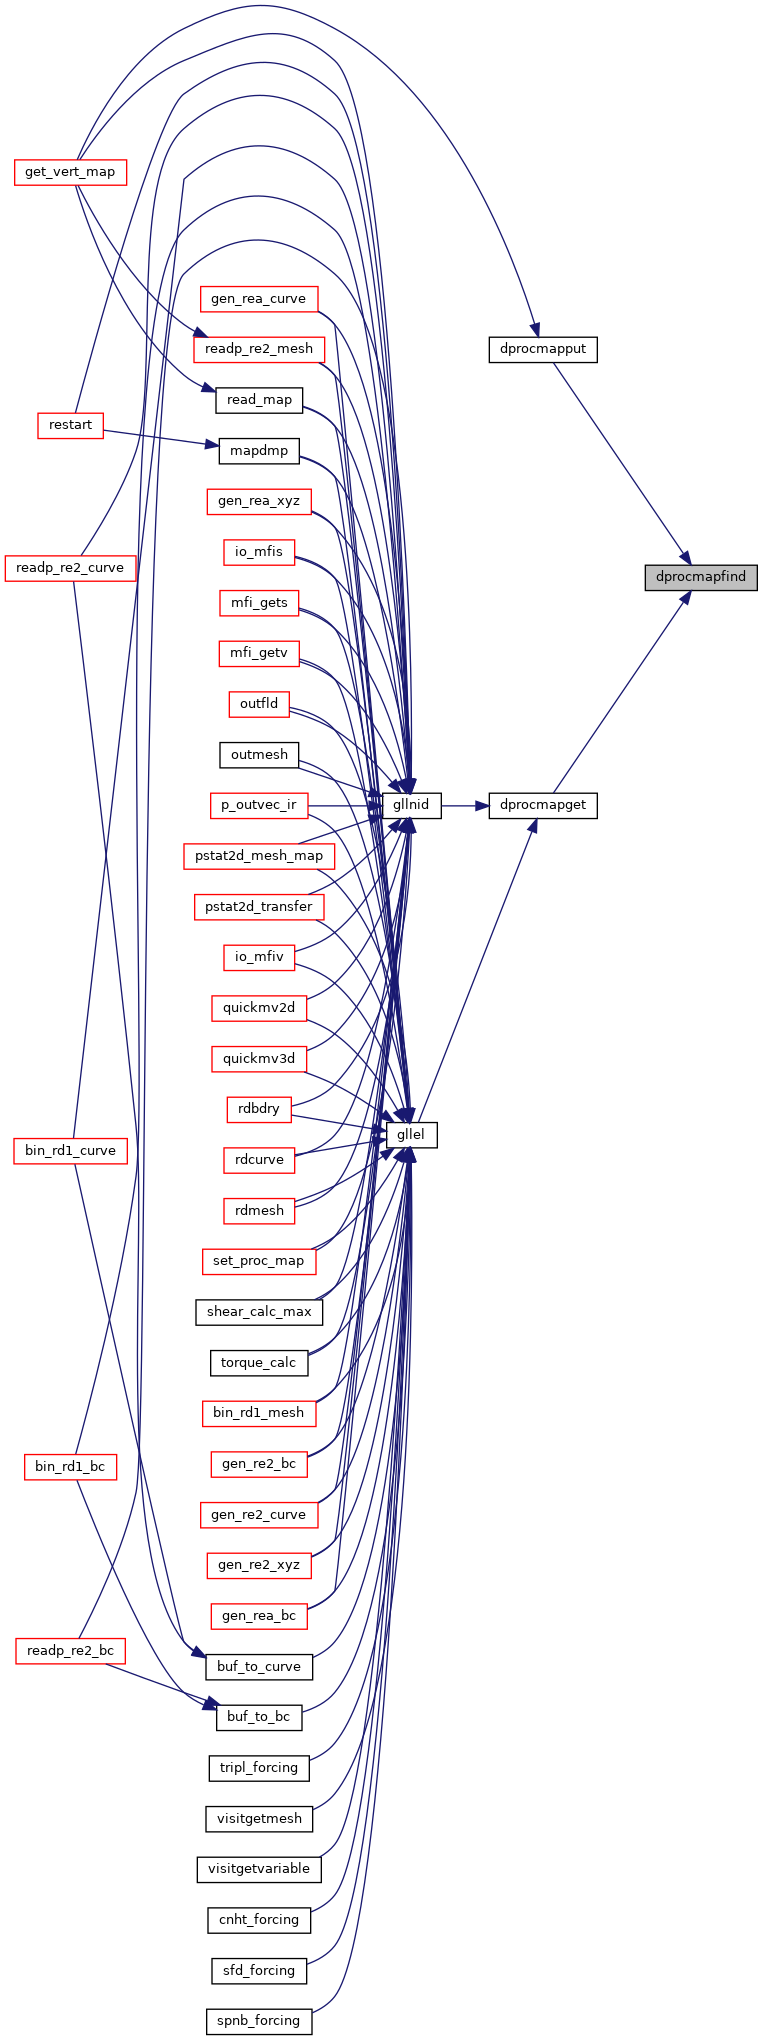 get_vert_map
gen_rea_curve
readp_re2_mesh
dprocmapput
read_map
restart
mapdmp
gen_rea_xyz
io_mfis
readp_re2_curve
dprocmapfind
mfi_gets
mfi_getv
outfld
outmesh
p_outvec_ir
gllnid
dprocmapget
pstat2d_mesh_map
pstat2d_transfer
io_mfiv
quickmv2d
quickmv3d
rdbdry
gllel
bin_rd1_curve
rdcurve
rdmesh
set_proc_map
shear_calc_max
torque_calc
bin_rd1_mesh
bin_rd1_bc
gen_re2_bc
gen_re2_curve
gen_re2_xyz
gen_rea_bc
readp_re2_bc
buf_to_curve
buf_to_bc
tripl_forcing
visitgetmesh
visitgetvariable
cnht_forcing
sfd_forcing
spnb_forcing